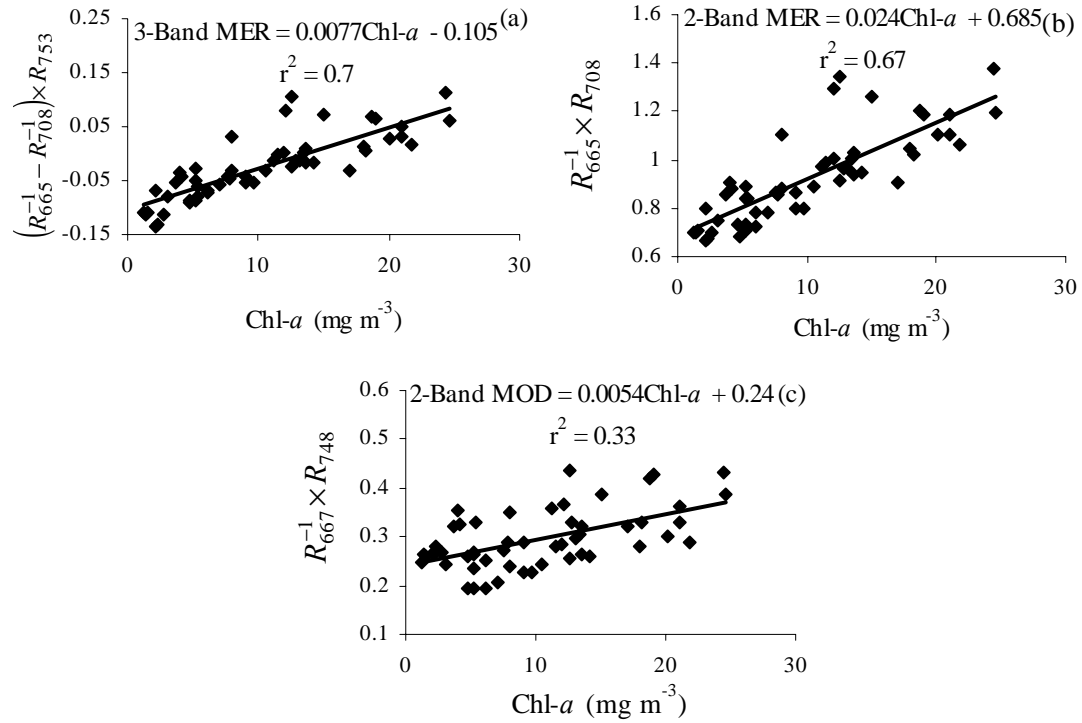 3-Band MER = 0.0077Chl-a - 0.105 (a)
r² = 0.7
(R₆₆₅⁻¹ − R₇₀₈⁻¹) × R₇₅₃
0.25
0.15
0.05
-0.05
-0.15
0 10 20 30
Chl-a (mg m⁻³)
2-Band MER = 0.024Chl-a + 0.685 (b)
r² = 0.67
R₆₆₅⁻¹ × R₇₀₈
1.6
1.4
1.2
1
0.8
0.6
0 10 20 30
Chl-a (mg m⁻³)
2-Band MOD = 0.0054Chl-a + 0.24 (c)
r² = 0.33
R₆₆₇⁻¹ × R₇₄₈
0.6
0.5
0.4
0.3
0.2
0.1
0 10 20 30
Chl-a (mg m⁻³)